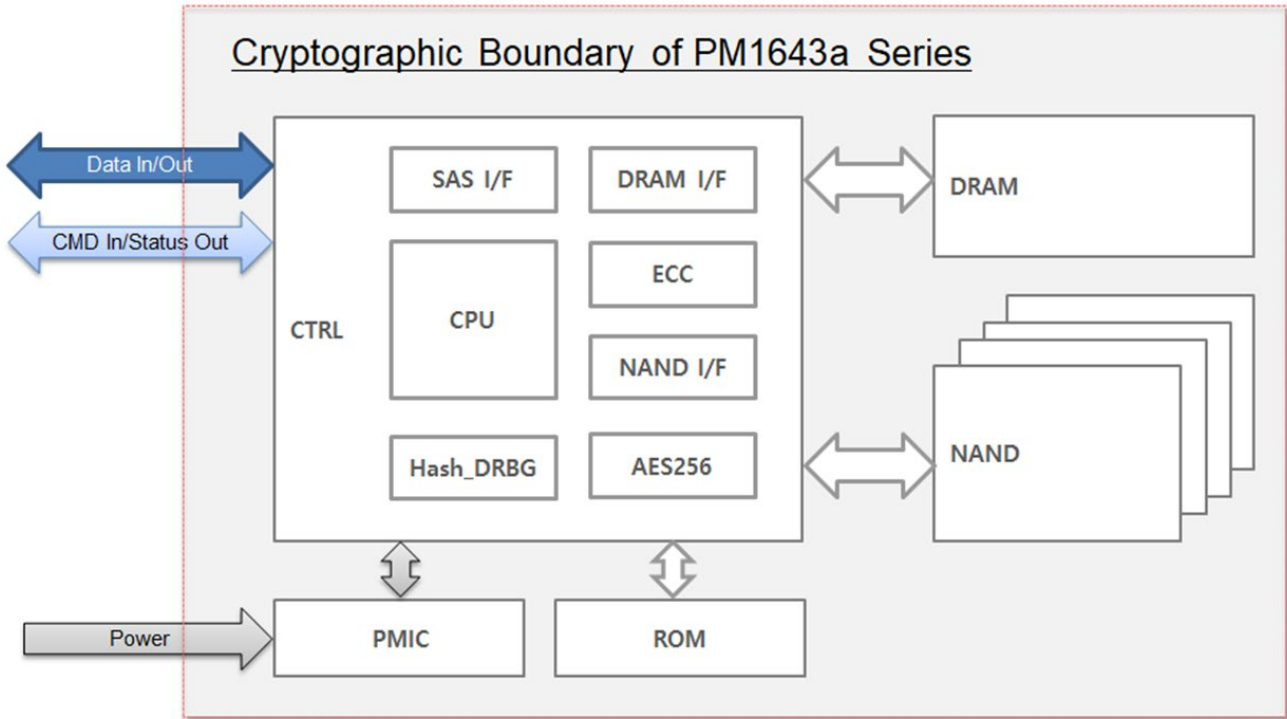 Cryptographic Boundary of PM1643a Series
Data In/Out
CMD In/Status Out
CTRL
SAS I/F
DRAM I/F
CPU
ECC
NAND I/F
Hash_DRBG
AES256
DRAM
NAND
Power
PMIC
ROM